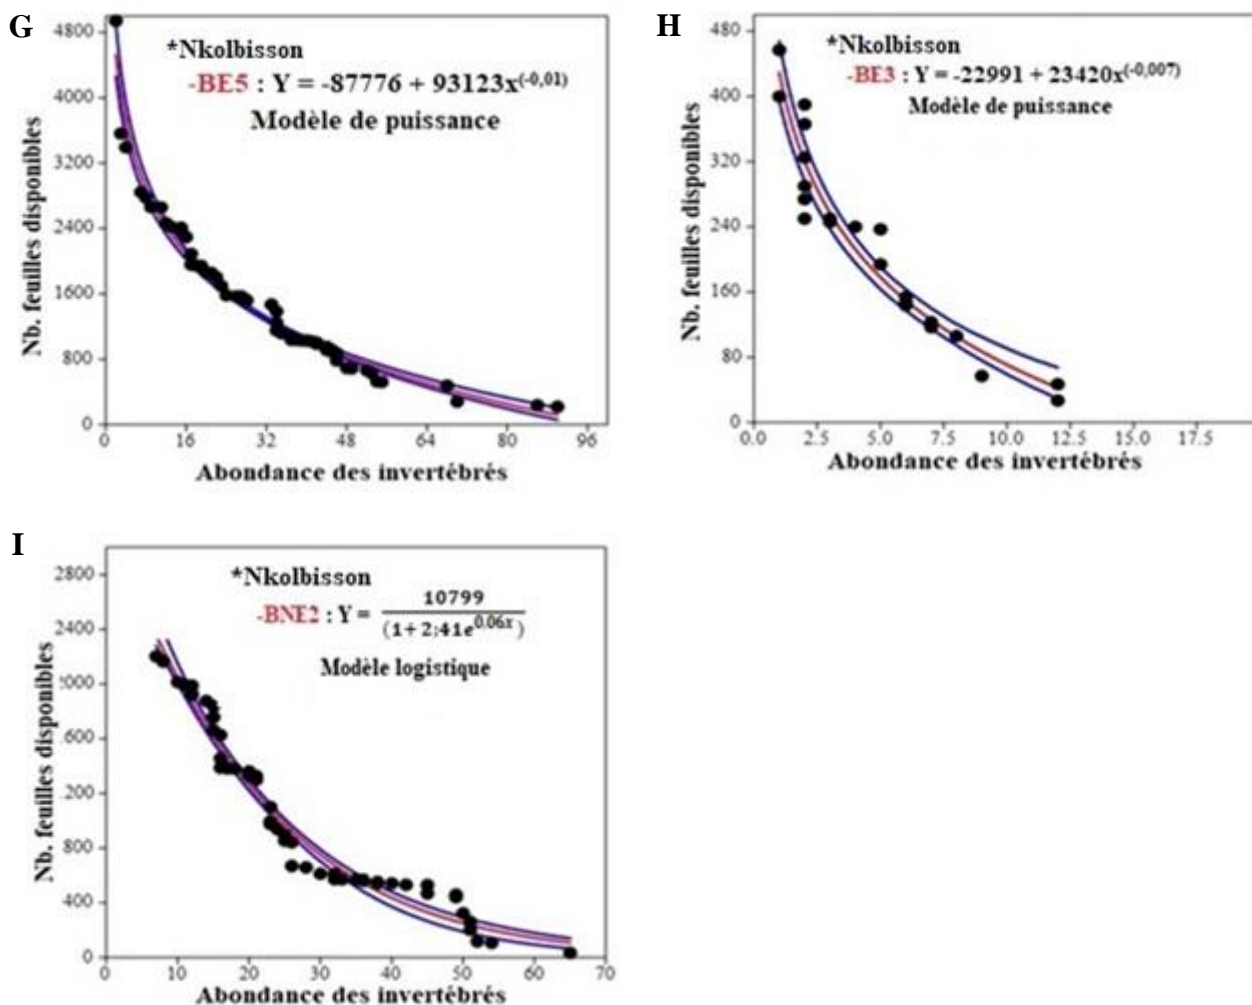 G
*Nkolbisson
-BE5 : Y = -87776 + 93123x(-0,01)
Modèle de puissance
Nb. feuilles disponibles
4800
4000
3200
2400
1600
800
0
0 16 32 48 64 80 96
Abondance des invertébrés
H
*Nkolbisson
-BE3 : Y = -22991 + 23420x(-0,007)
Modèle de puissance
Nb. feuilles disponibles
480
400
320
240
160
80
0
0.0 2.5 5.0 7.5 10.0 12.5 15.0 17.5
Abondance des invertébrés
I
*Nkolbisson
-BNE2 : Y = 10799
(1+2:41e0.06x)
Modèle logistique
Nb. feuilles disponibles
2800
2400
2000
.600
.200
800
400
0
0 10 20 30 40 50 60 70
Abondance des invertébrés